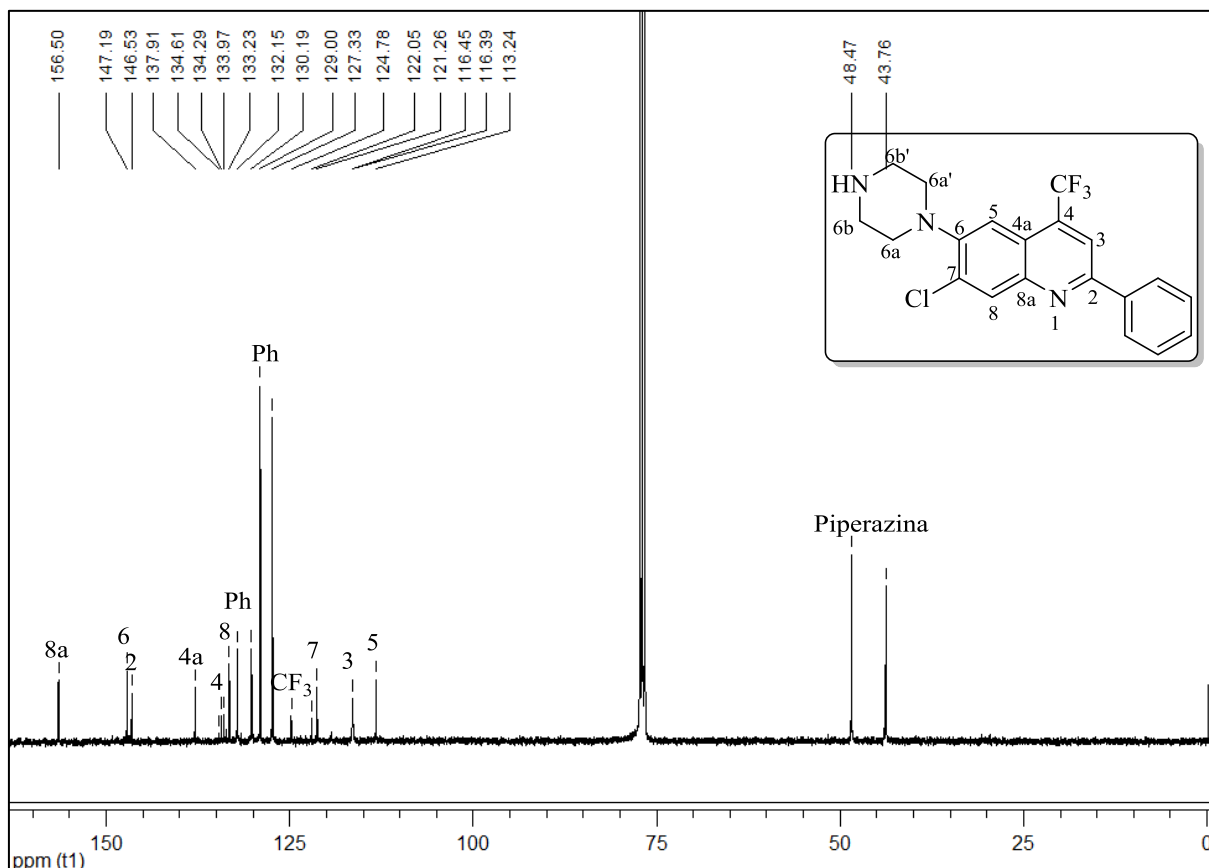 156.50
147.19
146.53
137.91
134.61
134.29
133.97
133.23
132.15
130.19
129.00
127.33
124.78
122.05
121.26
116.45
116.39
113.24
48.47
43.76
6b'
HN
6a'
CF3
N
5
4a
4
6b
6
3
6a
7
Cl
8
8a
N
2
1
Ph
Piperazina
Ph
8a
6
2
4a
8
4
CF3
7
3
5
150
125
100
75
50
25
0
ppm (t1)